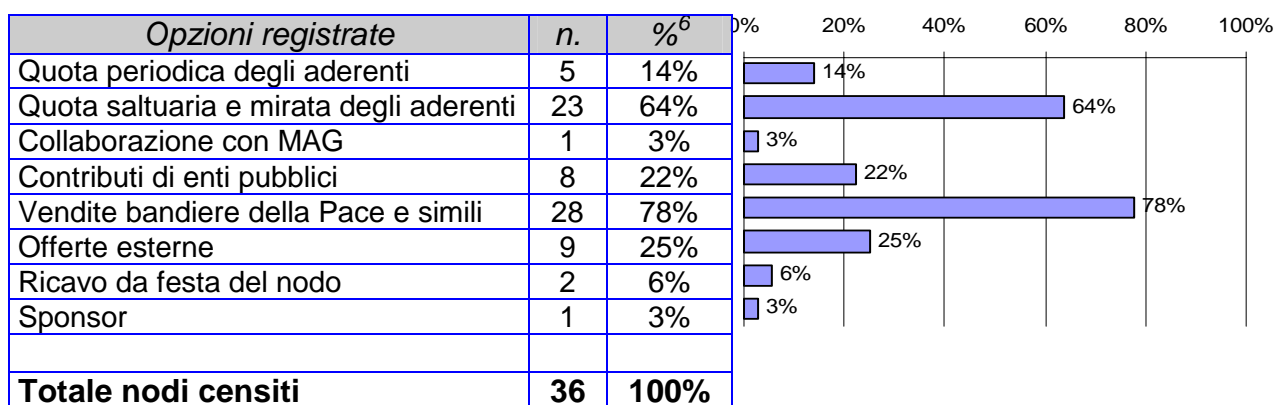 Opzioni registrate n. %6
Quota periodica degli aderenti 5 14%
Quota saltuaria e mirata degli aderenti 23 64%
Collaborazione con MAG 1 3%
Contributi di enti pubblici 8 22%
Vendite bandiere della Pace e simili 28 78%
Offerte esterne 9 25%
Ricavo da festa del nodo 2 6%
Sponsor 1 3%
Totale nodi censiti 36 100%
0% 20% 40% 60% 80% 100%
14%
64%
3%
22%
78%
25%
6%
3%